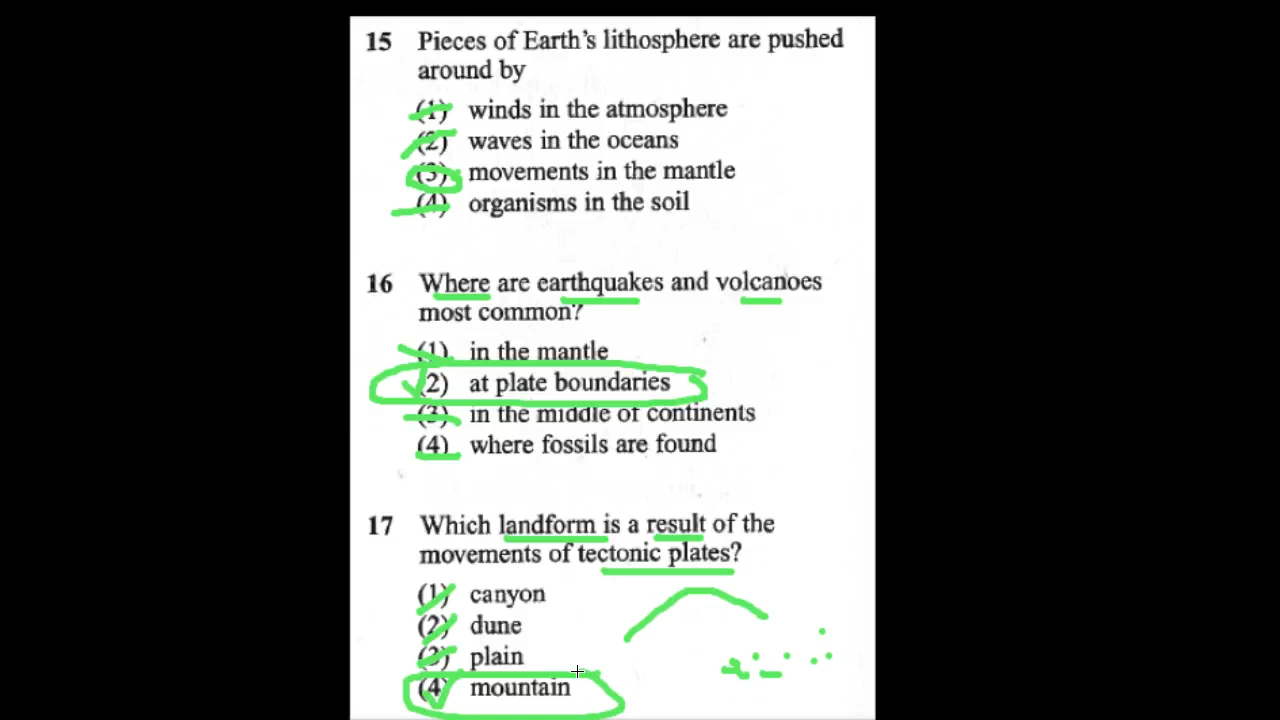 15 Pieces of Earth's lithosphere are pushed
around by
(1) winds in the atmosphere
(2) waves in the oceans
(3) movements in the mantle
(4) organisms in the soil
16 Where are earthquakes and volcanoes
most common?
(1) in the mantle
(2) at plate boundaries
(3) in the middle of continents
(4) where fossils are found
17 Which landform is a result of the
movements of tectonic plates?
(1) canyon
(2) dune
(3) plain
(4) mountain